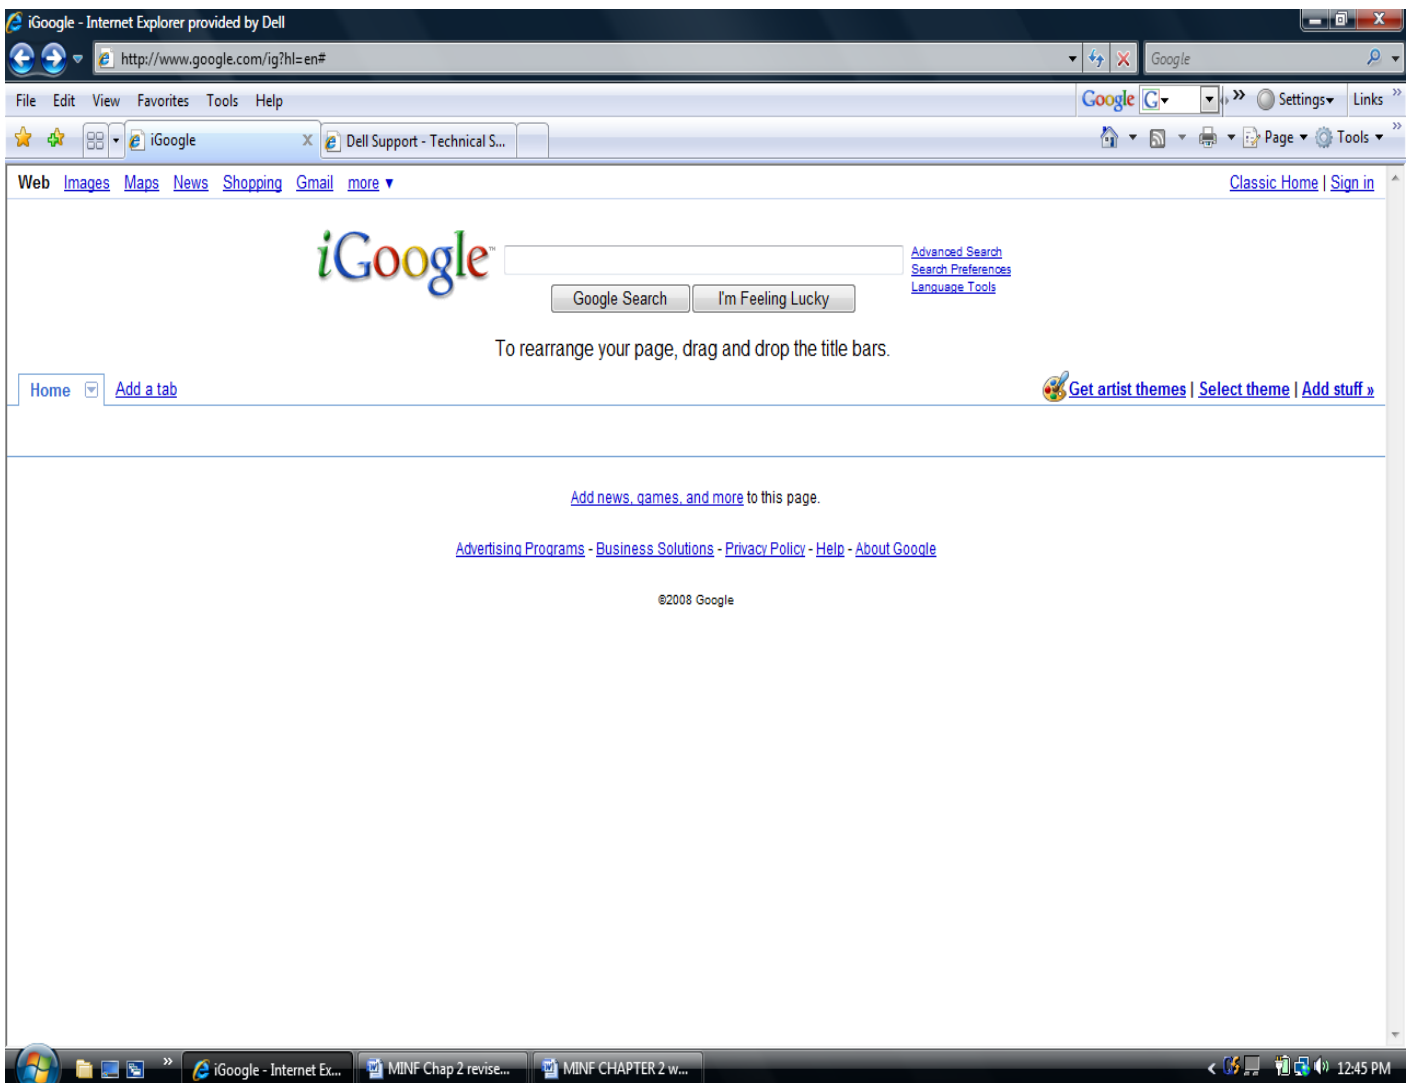 iGoogle - Internet Explorer provided by Dell
http://www.google.com/ig?hl=en#
Google
File Edit View Favorites Tools Help
Google G Settings Links
iGoogle Dell Support - Technical S...
Page Tools
Web Images Maps News Shopping Gmail more
Classic Home | Sign in
iGoogle™
Advanced Search
Search Preferences
Language Tools
Google Search I'm Feeling Lucky
To rearrange your page, drag and drop the title bars.
Home Add a tab
Get artist themes | Select theme | Add stuff »
Add news, games, and more to this page.
Advertising Programs - Business Solutions - Privacy Policy - Help - About Google
©2008 Google
iGoogle - Internet Ex... MINF Chap 2 revise... MINF CHAPTER 2 w... 12:45 PM